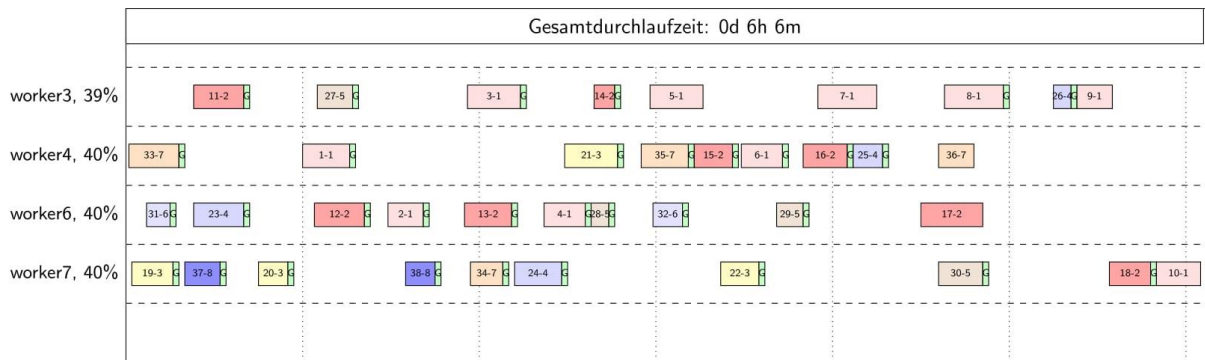 Gesamtdurchlaufzeit: 0d 6h 6m
worker3, 39% 11-2 G 27-5 G 3-1 G 14-2 G 5-1 7-1 8-1 G 26-4 G 9-1
worker4, 40% 33-7 G 1-1 G 21-3 G 35-7 G 15-2 G 6-1 G 16-2 G 25-4 G 36-7
worker6, 40% 31-6 G 23-4 G 12-2 G 2-1 G 13-2 G 4-1 G 28-5 G 32-6 G 29-5 G 17-2
worker7, 40% 19-3 G 37-8 G 20-3 G 38-8 G 34-7 G 24-4 G 22-3 G 30-5 G 18-2 G 10-1